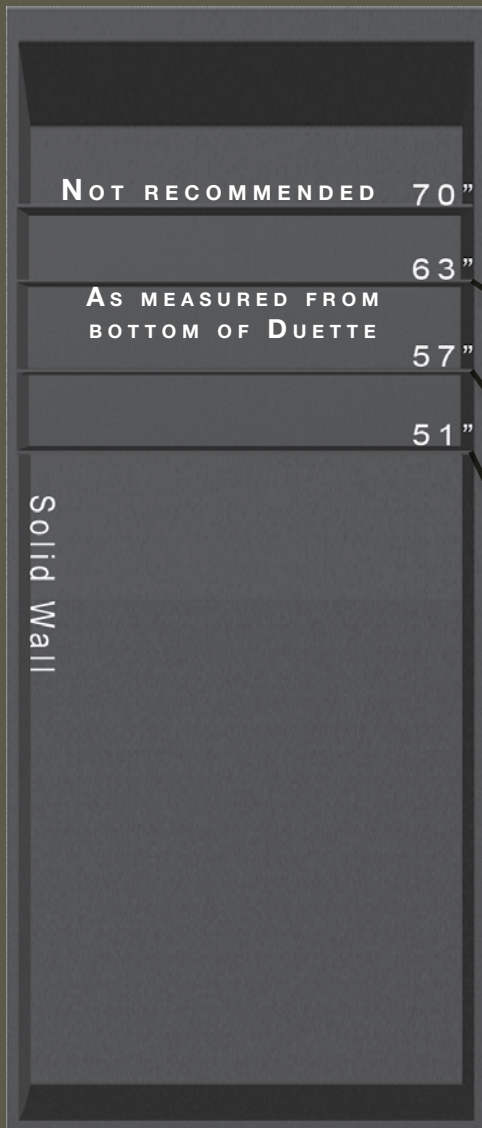 Not recommended 70”
63”
As measured from
bottom of Duette
57”
51”
Solid Wall